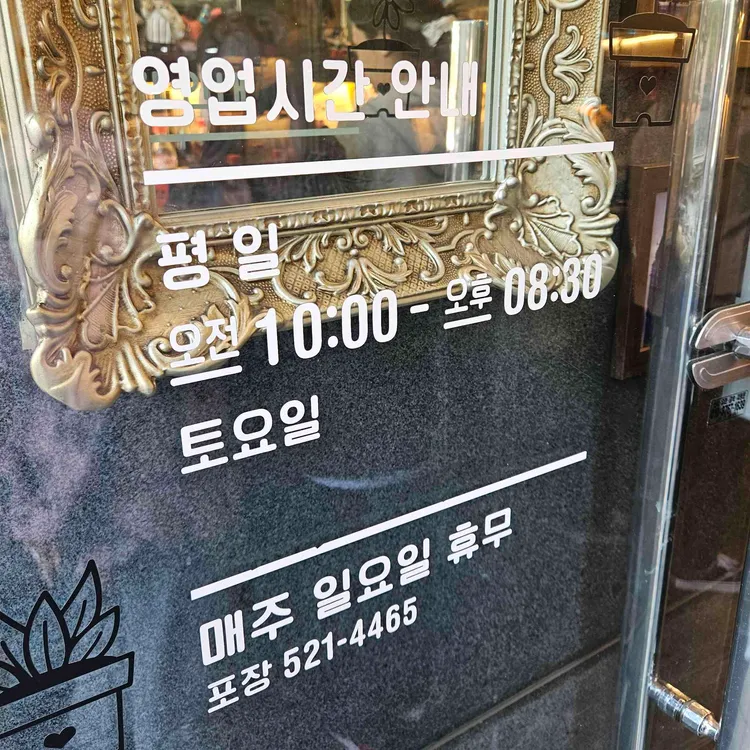 영업시간 안내
평 일
오전 10:00 - 오후 08:30
토요일
매주 일요일 휴무
포장 521-4465